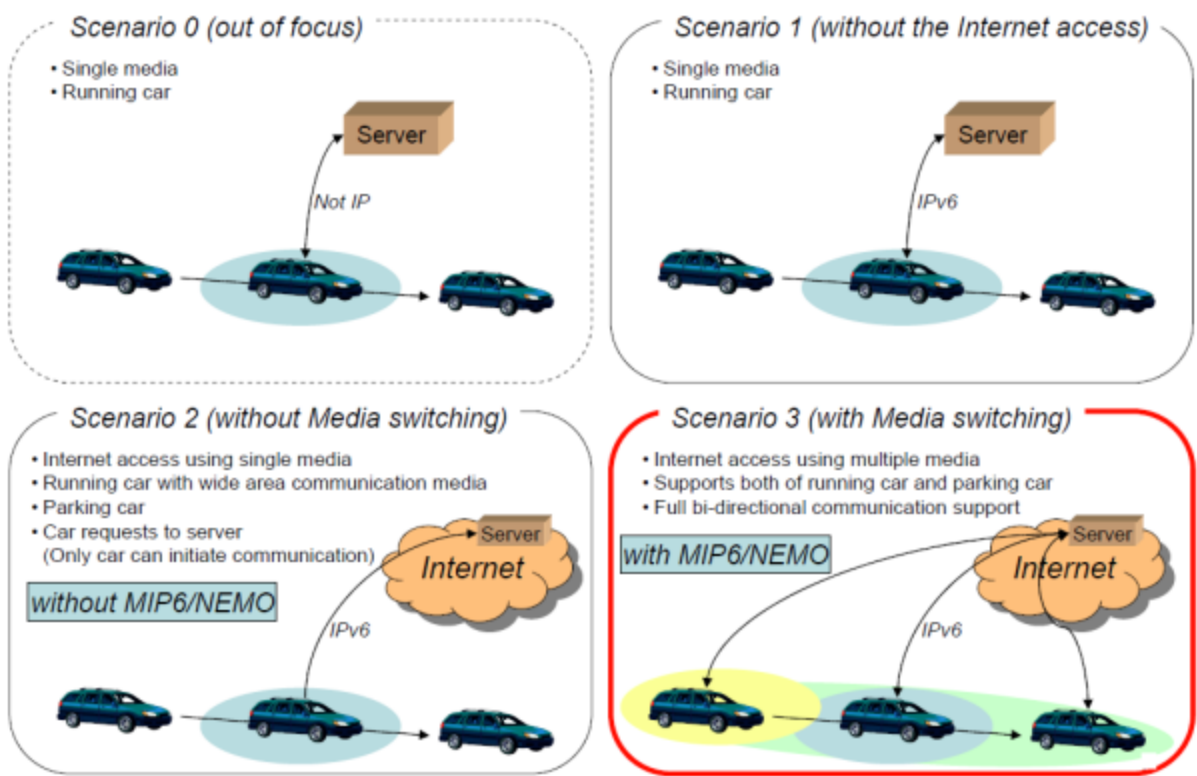 Scenario 0 (out of focus)
• Single media
• Running car
Server
Not IP
Scenario 1 (without the Internet access)
• Single media
• Running car
Server
IPv6
Scenario 2 (without Media switching)
• Internet access using single media
• Running car with wide area communication media
• Parking car
• Car requests to server
(Only car can initiate communication)
Server
Internet
without MIP6/NEMO
IPv6
Scenario 3 (with Media switching)
• Internet access using multiple media
• Supports both of running car and parking car
• Full bi-directional communication support
Server
with MIP6/NEMO
Internet
IPv6